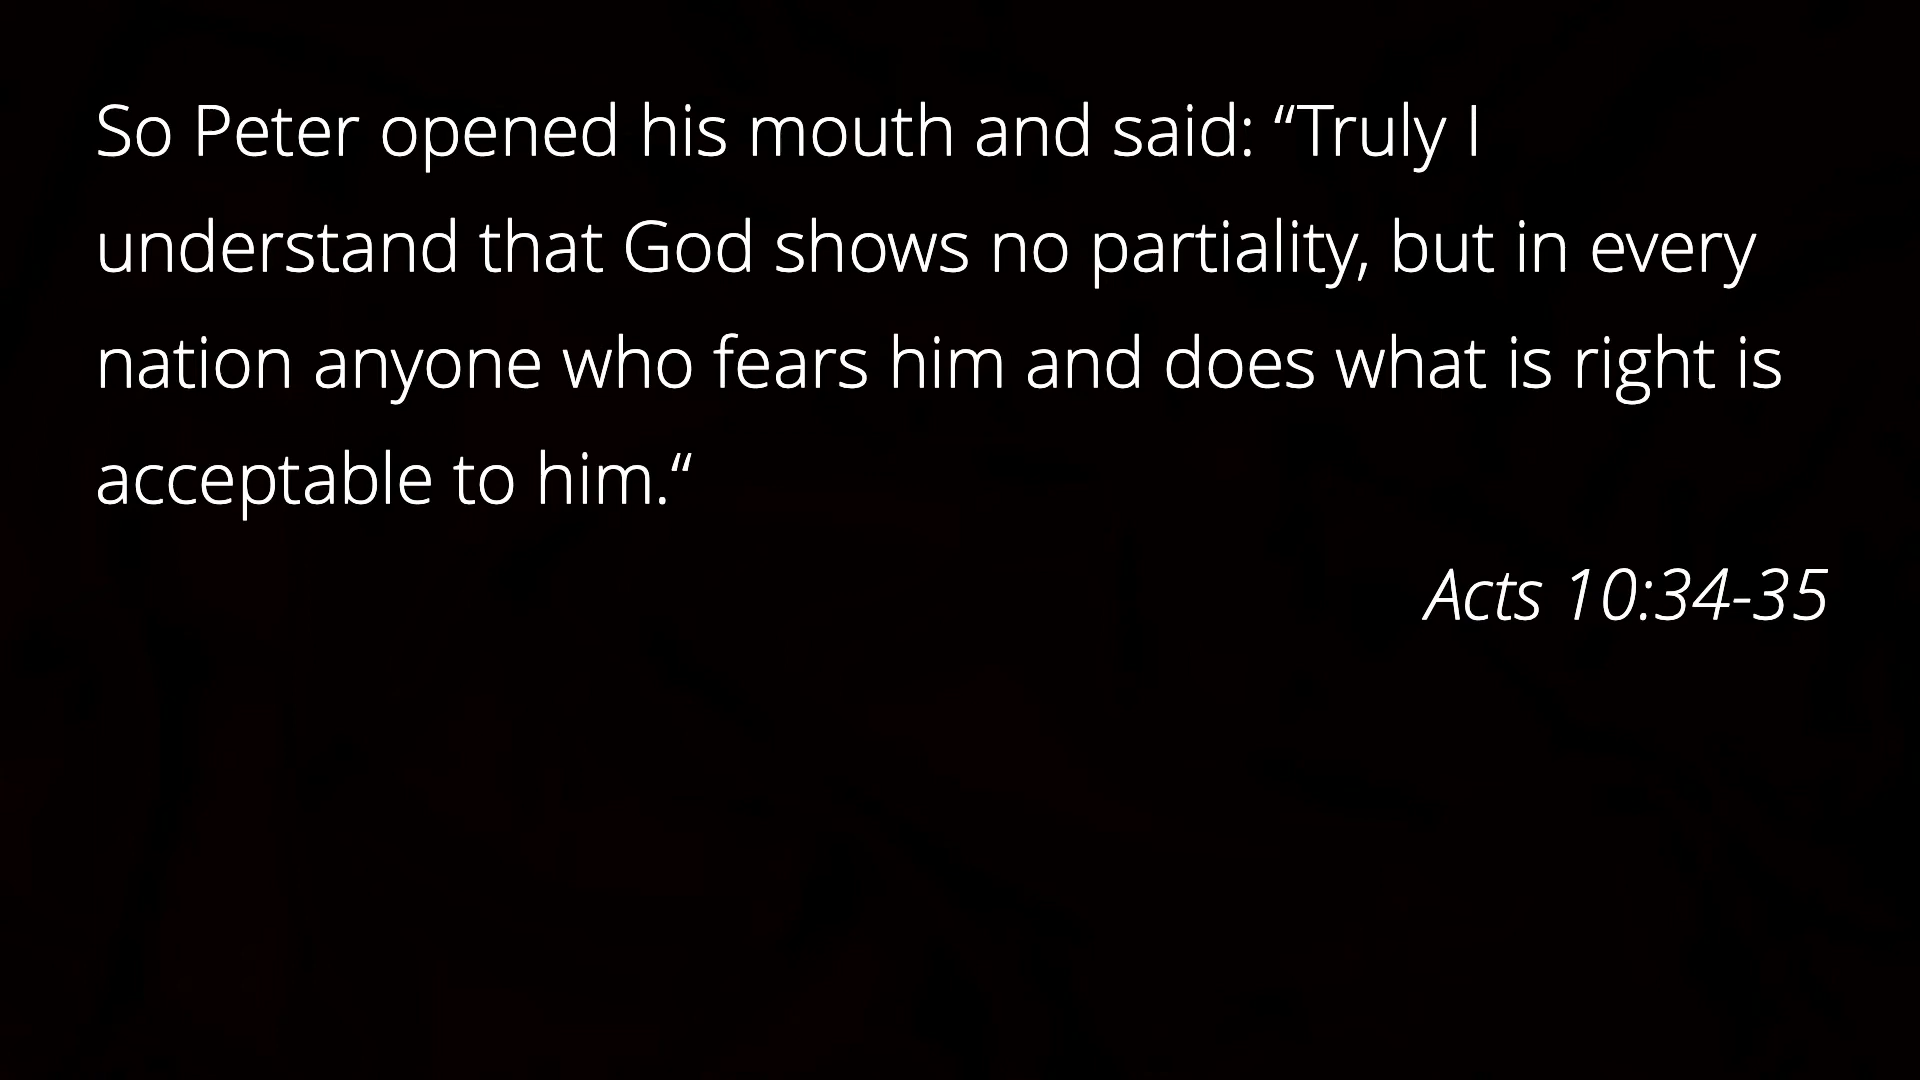 So Peter opened his mouth and said: “Truly I
understand that God shows no partiality, but in every
nation anyone who fears him and does what is right is
acceptable to him.“
Acts 10:34-35